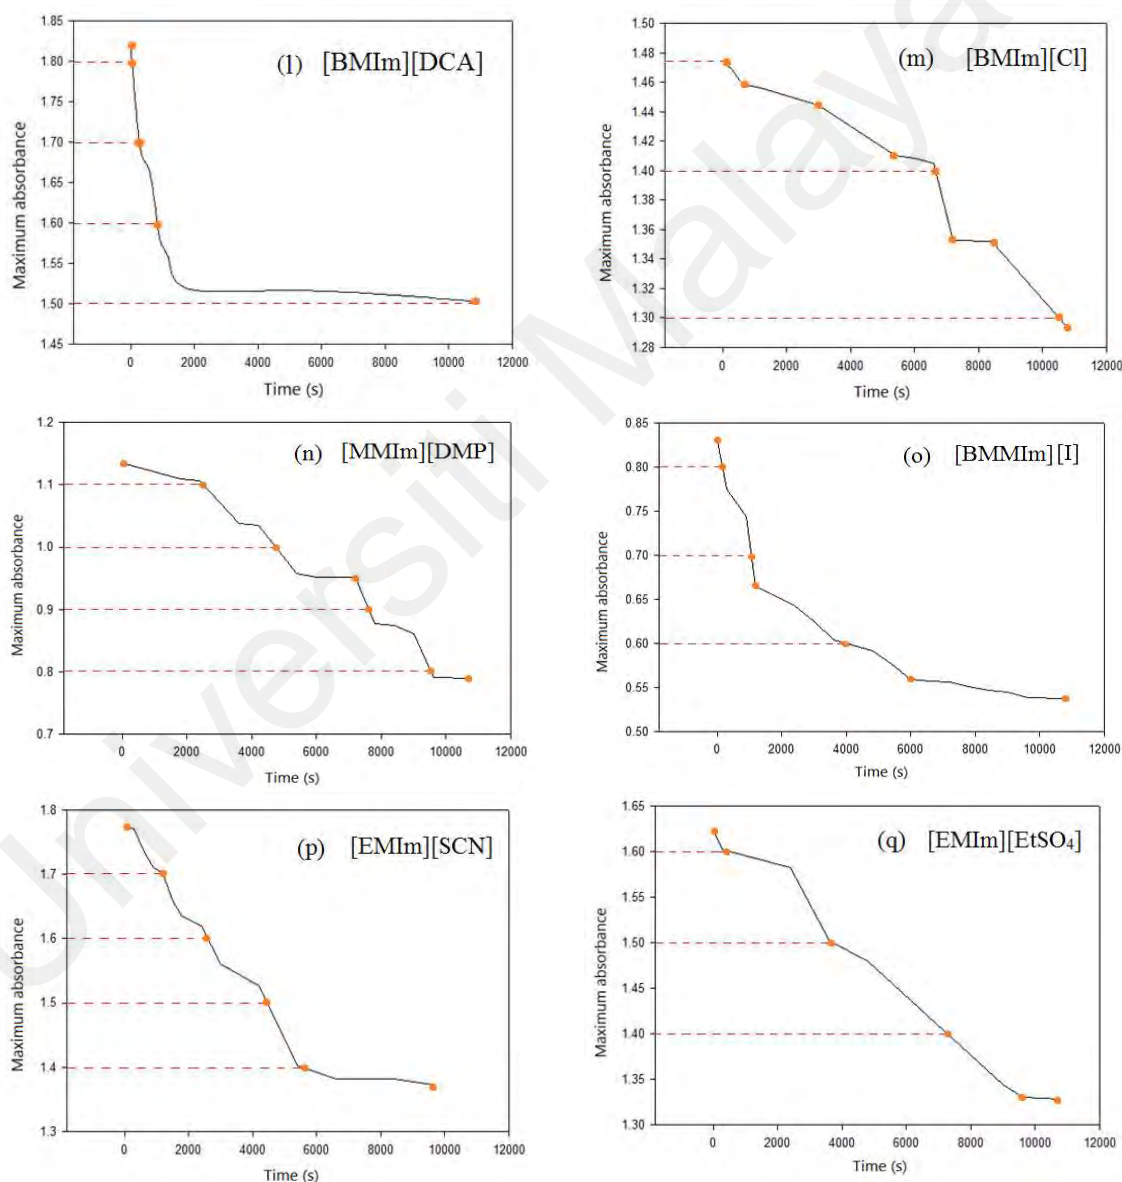 (l) [BMIm][DCA]
Maximum absorbance
1.85
1.80
1.75
1.70
1.65
1.60
1.55
1.50
1.45
0 2000 4000 6000 8000 10000 12000
Time (s)
(m) [BMIm][Cl]
Maximum absorbance
1.50
1.48
1.46
1.44
1.42
1.40
1.38
1.36
1.34
1.32
1.30
1.28
0 2000 4000 6000 8000 10000 12000
Time (s)
(n) [MMIm][DMP]
Maximum absorbance
1.2
1.1
1.0
0.9
0.8
0.7
0 2000 4000 6000 8000 10000 12000
Time (s)
(o) [BMMIm][I]
Maximum absorbance
0.85
0.80
0.75
0.70
0.65
0.60
0.55
0.50
0 2000 4000 6000 8000 10000 12000
Time (s)
(p) [EMIm][SCN]
Maximum absorbance
1.8
1.7
1.6
1.5
1.4
1.3
0 2000 4000 6000 8000 10000 12000
Time (s)
(q) [EMIm][EtSO₄]
Maximum absorbance
1.65
1.60
1.55
1.50
1.45
1.40
1.35
1.30
0 2000 4000 6000 8000 10000 12000
Time (s)
Universiti Malaya